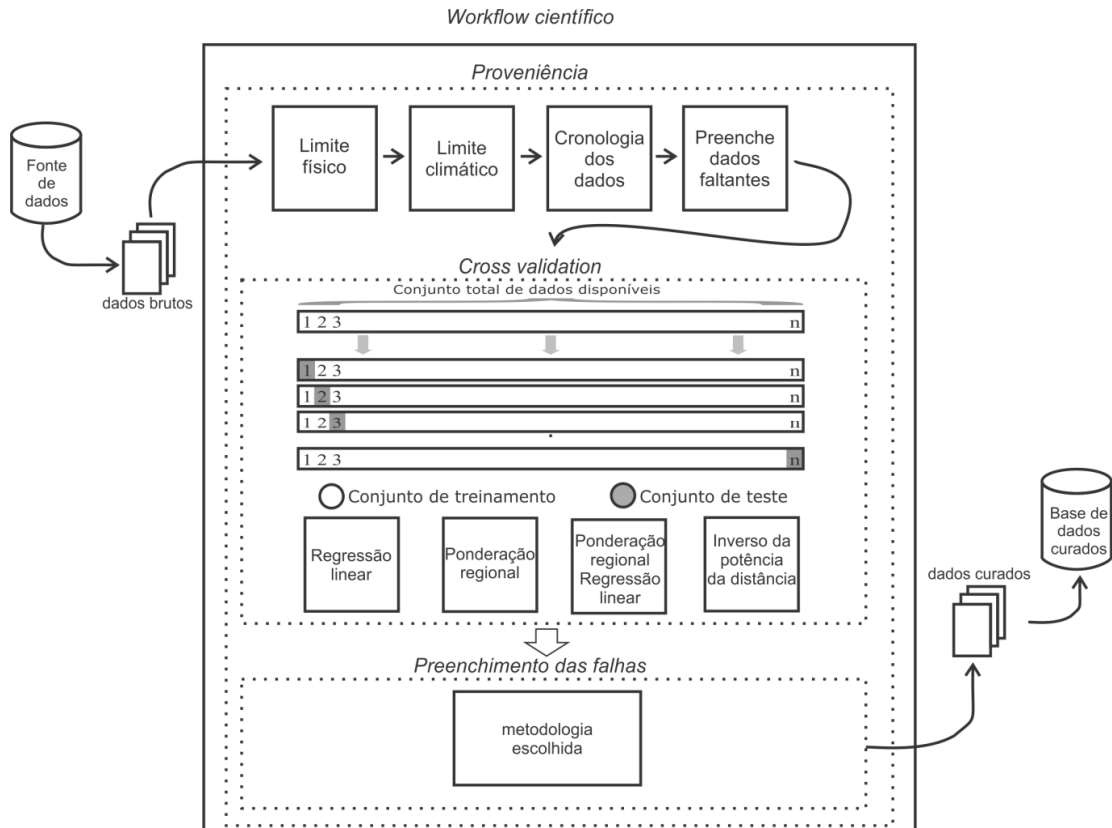 Workflow científico
Proveniência
Fonte
de
dados
dados brutos
Limite
físico
Limite
climático
Cronologia
dos
dados
Preenche
dados
faltantes
Cross validation
Conjunto total de dados disponíveis
1 2 3 n
1 2 3 n
1 2 3 n
1 2 3 n
1 2 3 n
Conjunto de treinamento
Conjunto de teste
Regressão
linear
Ponderação
regional
Ponderação
regional
Regressão
linear
Inverso da
potência
da distância
Preenchimento das falhas
metodologia
escolhida
dados curados
Base de
dados
curados